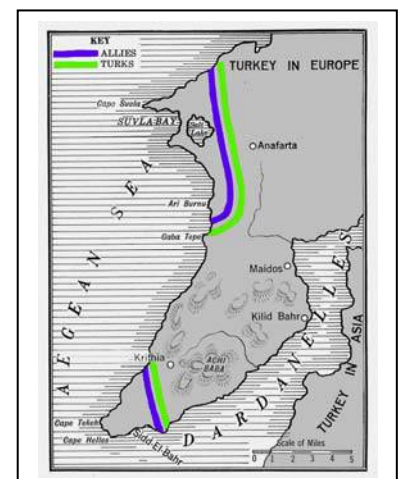 KEY
ALLIES
TURKS
TURKEY IN EUROPE
Cape Suvla
SUVLA BAY
Salt
Lake
Anafarta
AEGEAN SEA
Ari Burnu
Gaba Tepe
Maidos
Kilid Bahr
Krithia
ACHI
BABA
DARDANELLES
TURKEY IN
ASIA
Cape Tekeh
Cape Helles
Sidd El Bahr
Scale of Miles
0 1 2 3 4 5